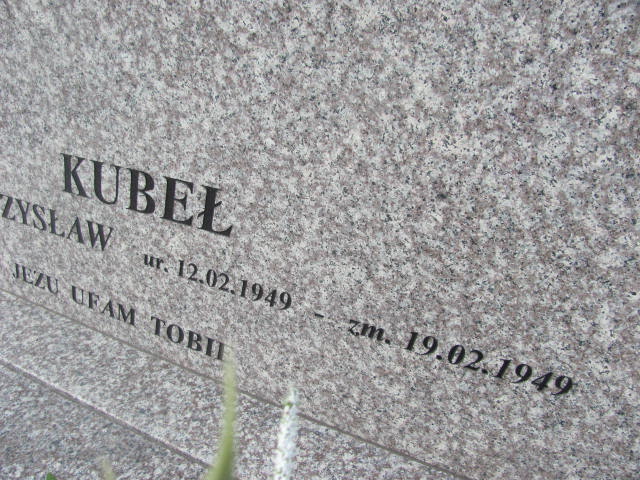 KUBEŁ
ZYSŁAW ur. 12.02.1949 - zm. 19.02.1949
JEZU UFAM TOBIE